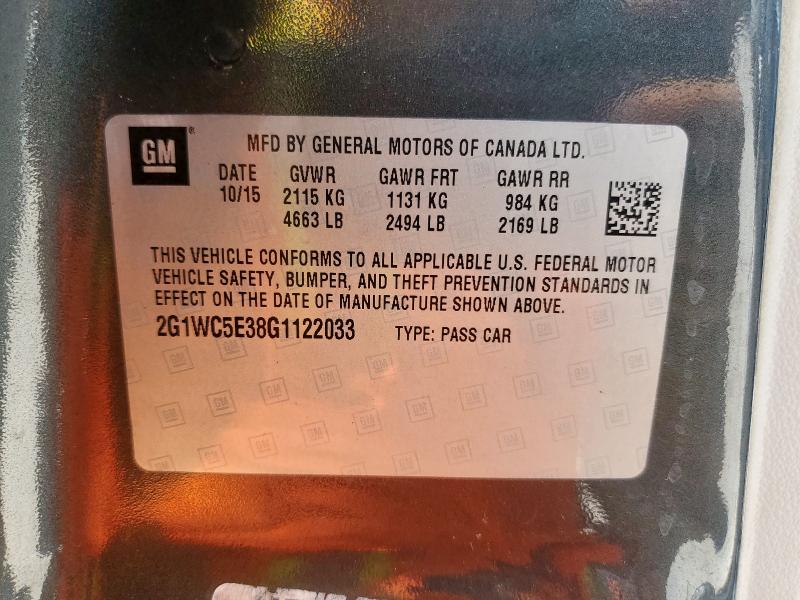 GM ®
MFD BY GENERAL MOTORS OF CANADA LTD.
DATE GVWR GAWR FRT GAWR RR
10/15 2115 KG 1131 KG 984 KG
4663 LB 2494 LB 2169 LB
THIS VEHICLE CONFORMS TO ALL APPLICABLE U.S. FEDERAL MOTOR
VEHICLE SAFETY, BUMPER, AND THEFT PREVENTION STANDARDS IN
EFFECT ON THE DATE OF MANUFACTURE SHOWN ABOVE.
2G1WC5E38G1122033 TYPE: PASS CAR